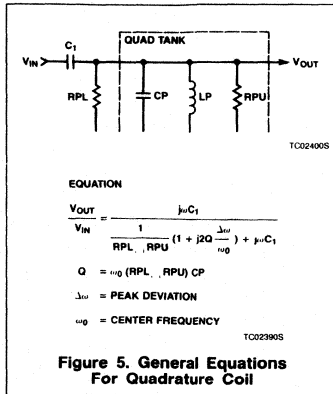 QUAD TANK
C1
VIN
VOUT
RPL
CP
LP
RPU
TC02400S
EQUATION
VOUT
VIN
=
jωC1
1
RPL, , RPU
(1 + j2Q
Δω
ω0
) + jωC1
Q = ω0 (RPL, , RPU) CP
Δω = PEAK DEVIATION
ω0 = CENTER FREQUENCY
TC02390S
Figure 5. General Equations
For Quadrature Coil